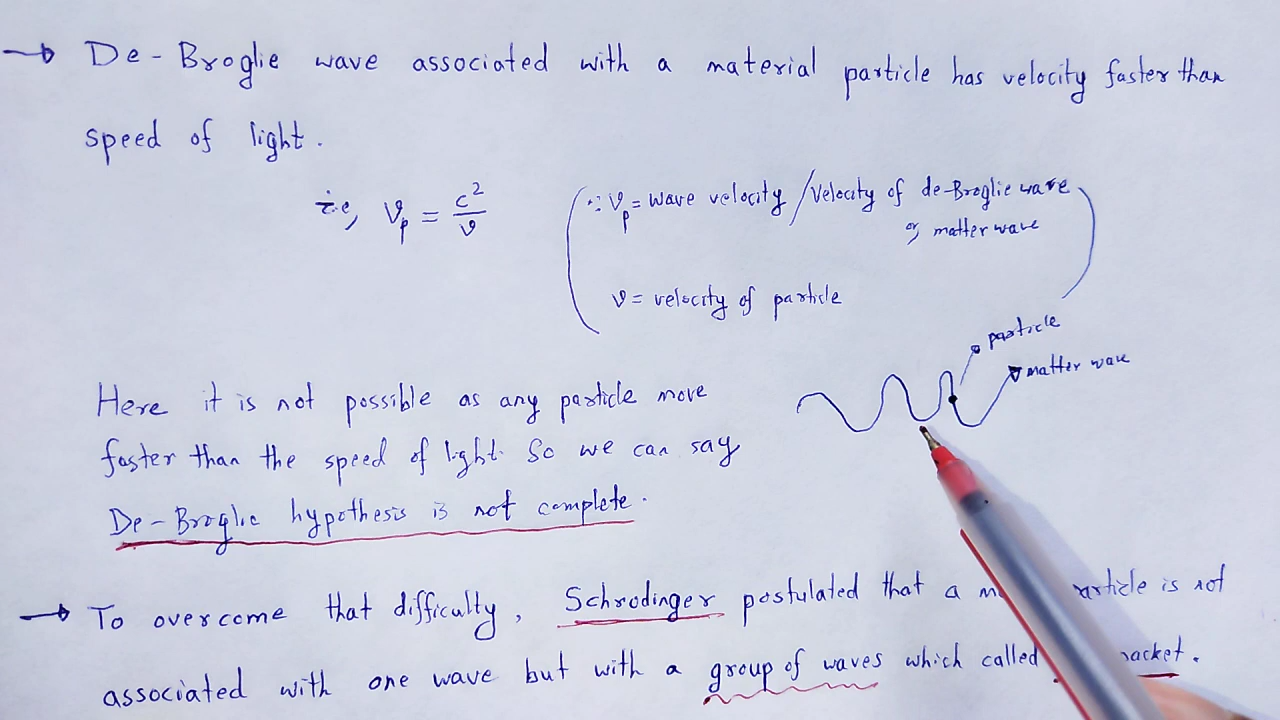 → De-Broglie wave associated with a material particle has velocity faster than
speed of light.
i.e, Vp = c²/v
(∵ Vp = wave velocity / Velocity of de-Broglie wave
or, matter wave
v = velocity of particle)
particle
matter wave
Here it is not possible as any particle move
faster than the speed of light. So we can say
De-Broglie hypothesis is not complete.
→ To overcome that difficulty, Schrodinger postulated that a is not
associated with one wave but with a group of waves which called